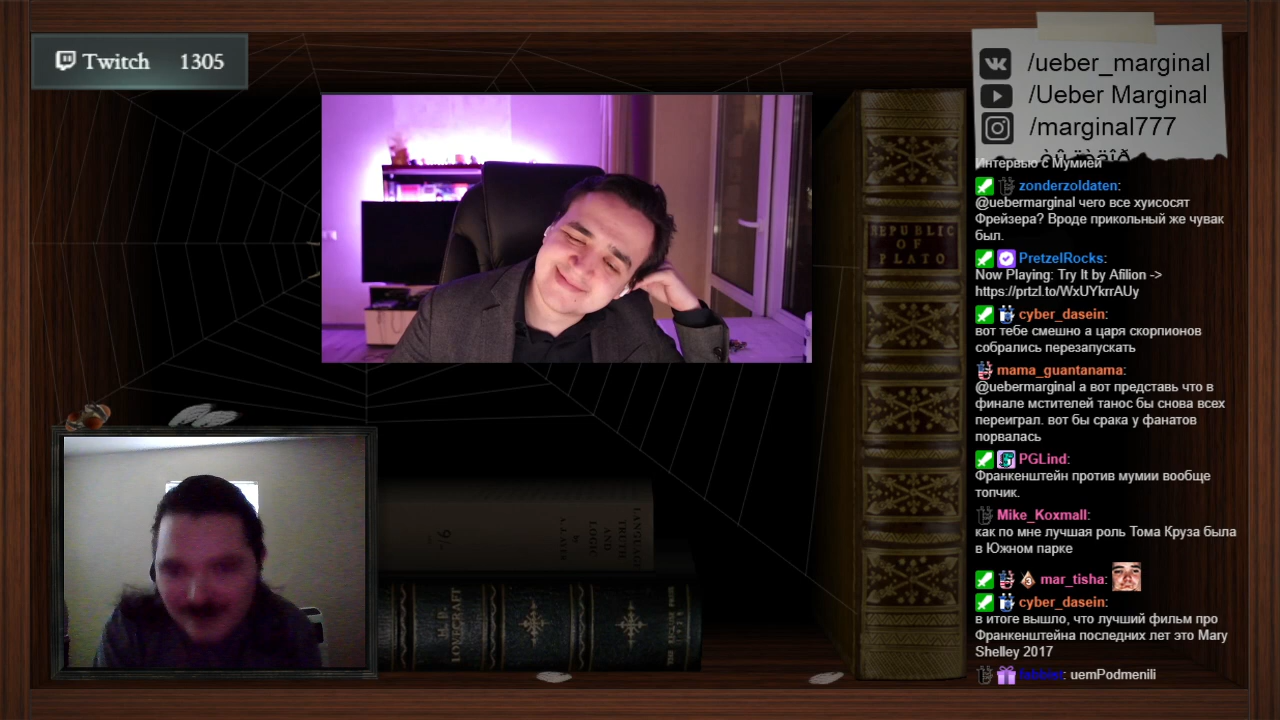 Twitch 1305
/ueber_marginal
/Ueber Marginal
/marginal777
Интервью с Мумией
zonderzoldaten:
@uebermarginal чего все хуисосят
Фрейзера? Вроде прикольный же чувак
был.
PretzelRocks:
Now Playing: Try It by Afilion ->
https://prtzl.to/WxUYkrrAUy
cyber_dasein:
вот тебе смешно а царя скорпионов
собрались перезапускать
mama_guantanama:
@uebermarginal а вот представь что в
финале мстителей танос бы снова всех
переиграл. вот бы срака у фанатов
порвалась
PGLind:
Франкенштейн против мумии вообще
топчик.
Mike_Koxmall:
как по мне лучшая роль Тома Круза была
в Южном парке
mar_tisha:
cyber_dasein:
в итоге вышло, что лучший фильм про
Франкенштейна последних лет это Mary
Shelley 2017
: uemPodmenili
REPUBLIC
OF
PLATO
LANGUAGE
TRUTH
AND
LOGIC
H.P.
LOVECRAFT